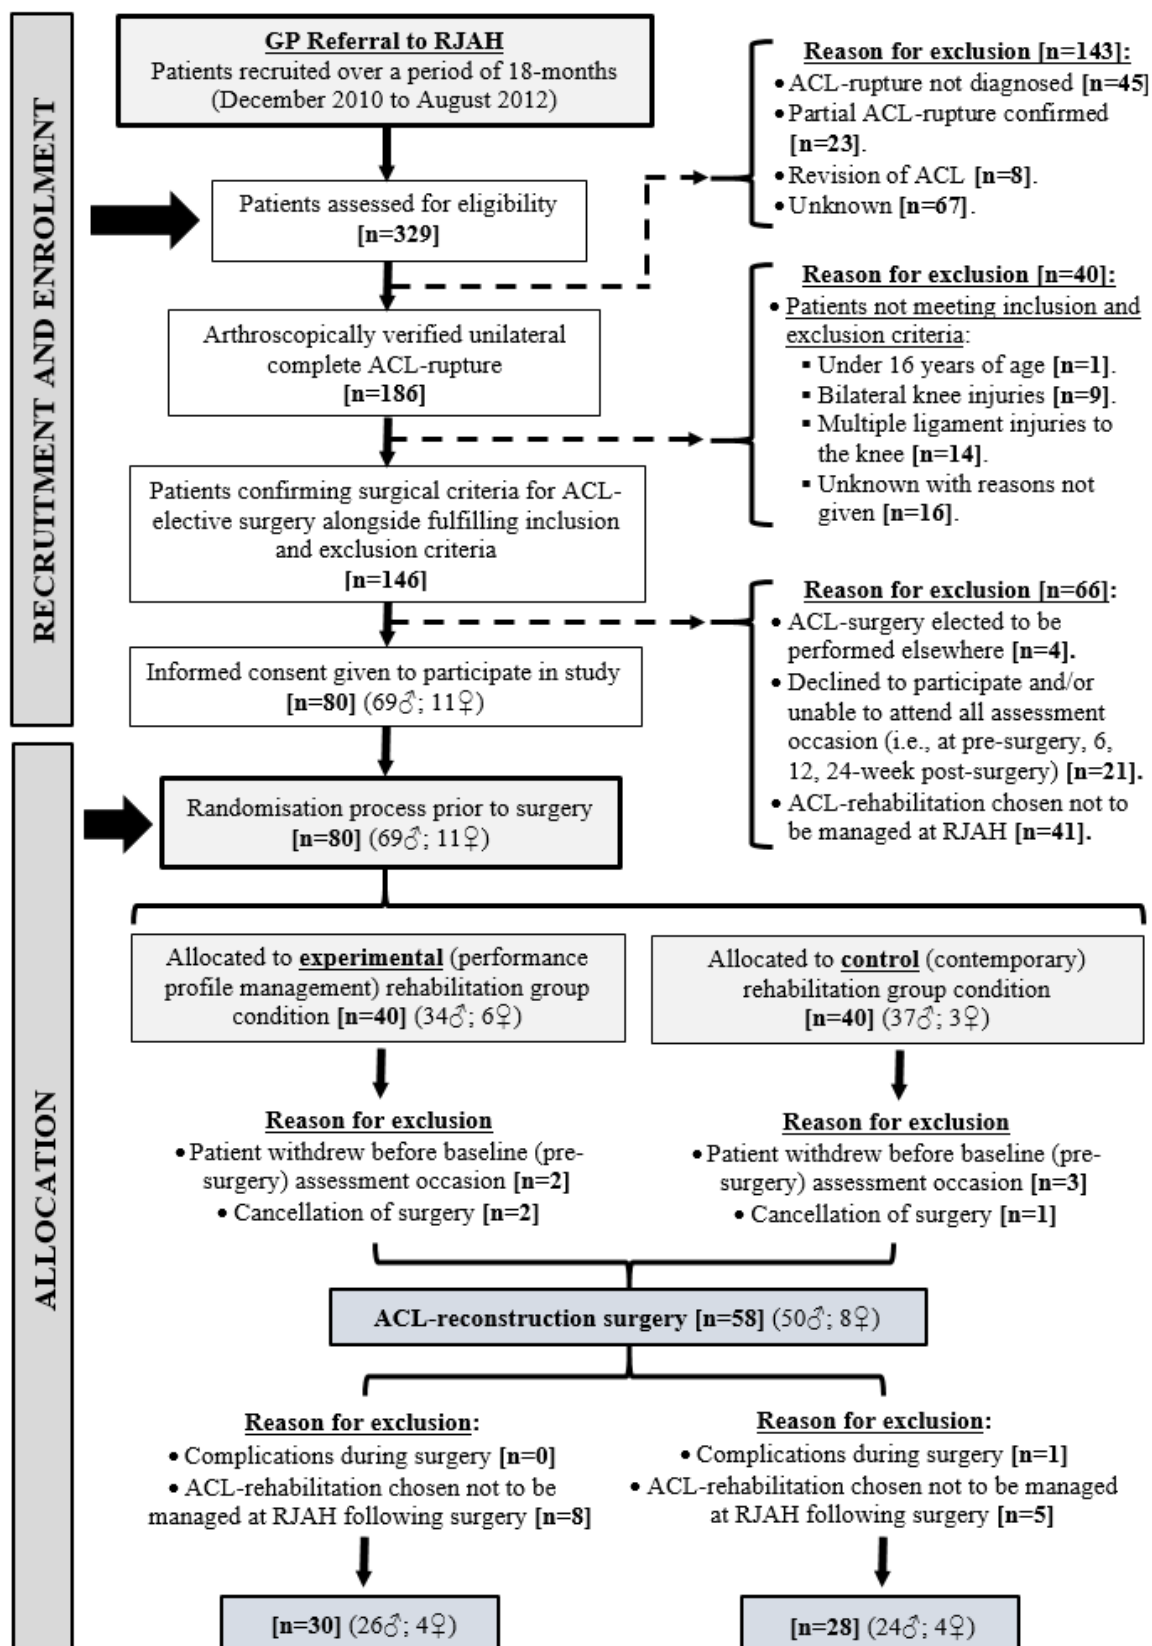 RECRUITMENT AND ENROLMENT
GP Referral to RJAH
Patients recruited over a period of 18-months
(December 2010 to August 2012)
Patients assessed for eligibility
[n=329]
Reason for exclusion [n=143]:
• ACL-rupture not diagnosed [n=45]
• Partial ACL-rupture confirmed
[n=23].
• Revision of ACL [n=8].
• Unknown [n=67].
Arthroscopically verified unilateral
complete ACL-rupture
[n=186]
Reason for exclusion [n=40]:
• Patients not meeting inclusion and
exclusion criteria:
▪ Under 16 years of age [n=1].
▪ Bilateral knee injuries [n=9].
▪ Multiple ligament injuries to
the knee [n=14].
▪ Unknown with reasons not
given [n=16].
Patients confirming surgical criteria for ACL-
elective surgery alongside fulfilling inclusion
and exclusion criteria
[n=146]
Reason for exclusion [n=66]:
• ACL-surgery elected to be
performed elsewhere [n=4].
• Declined to participate and/or
unable to attend all assessment
occasion (i.e., at pre-surgery, 6,
12, 24-week post-surgery) [n=21].
• ACL-rehabilitation chosen not to
be managed at RJAH [n=41].
Informed consent given to participate in study
[n=80] (69♂; 11♀)
ALLOCATION
Randomisation process prior to surgery
[n=80] (69♂; 11♀)
Allocated to experimental (performance
profile management) rehabilitation group
condition [n=40] (34♂; 6♀)
Allocated to control (contemporary)
rehabilitation group condition
[n=40] (37♂; 3♀)
Reason for exclusion
• Patient withdrew before baseline (pre-
surgery) assessment occasion [n=2]
• Cancellation of surgery [n=2]
Reason for exclusion
• Patient withdrew before baseline (pre-
surgery) assessment occasion [n=3]
• Cancellation of surgery [n=1]
ACL-reconstruction surgery [n=58] (50♂; 8♀)
Reason for exclusion:
• Complications during surgery [n=0]
• ACL-rehabilitation chosen not to be
managed at RJAH following surgery [n=8]
Reason for exclusion:
• Complications during surgery [n=1]
• ACL-rehabilitation chosen not to be managed
at RJAH following surgery [n=5]
[n=30] (26♂; 4♀)
[n=28] (24♂; 4♀)